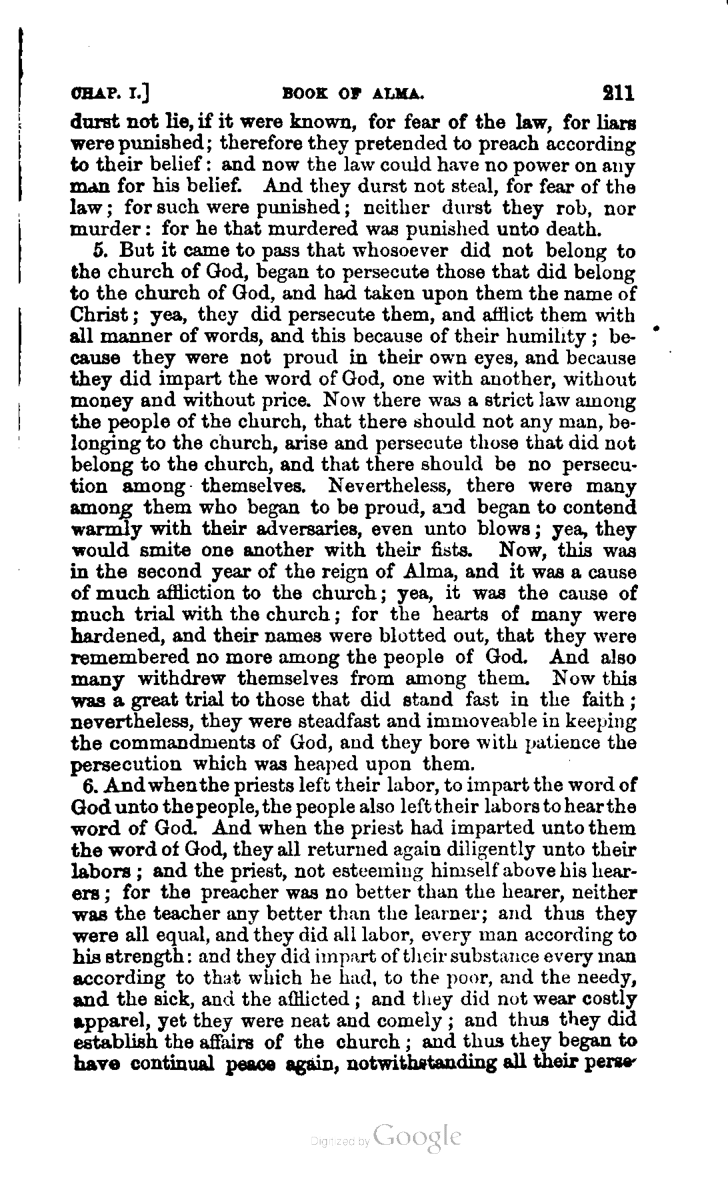 CHAP. I.] BOOK OF ALMA. 211
durst not lie, if it were known, for fear of the law, for liars
were punished; therefore they pretended to preach according
to their belief: and now the law could have no power on any
man for his belief. And they durst not steal, for fear of the
law; for such were punished; neither durst they rob, nor
murder: for he that murdered was punished unto death.
5. But it came to pass that whosoever did not belong to
the church of God, began to persecute those that did belong
to the church of God, and had taken upon them the name of
Christ; yea, they did persecute them, and afflict them with
all manner of words, and this because of their humility; be-
cause they were not proud in their own eyes, and because
they did impart the word of God, one with another, without
money and without price. Now there was a strict law among
the people of the church, that there should not any man, be-
longing to the church, arise and persecute those that did not
belong to the church, and that there should be no persecu-
tion among themselves. Nevertheless, there were many
among them who began to be proud, and began to contend
warmly with their adversaries, even unto blows; yea, they
would smite one another with their fists. Now, this was
in the second year of the reign of Alma, and it was a cause
of much affliction to the church; yea, it was the cause of
much trial with the church; for the hearts of many were
hardened, and their names were blotted out, that they were
remembered no more among the people of God. And also
many withdrew themselves from among them. Now this
was a great trial to those that did stand fast in the faith;
nevertheless, they were steadfast and immoveable in keeping
the commandments of God, and they bore with patience the
persecution which was heaped upon them.
6. And when the priests left their labor, to impart the word of
God unto the people, the people also left their labors to hear the
word of God. And when the priest had imparted unto them
the word of God, they all returned again diligently unto their
labors; and the priest, not esteeming himself above his hear-
ers; for the preacher was no better than the hearer, neither
was the teacher any better than the learner; and thus they
were all equal, and they did all labor, every man according to
his strength: and they did impart of their substance every man
according to that which he had, to the poor, and the needy,
and the sick, and the afflicted; and they did not wear costly
apparel, yet they were neat and comely; and thus they did
establish the affairs of the church; and thus they began to
have continual peace again, notwithstanding all their perse-
Digitized by Google